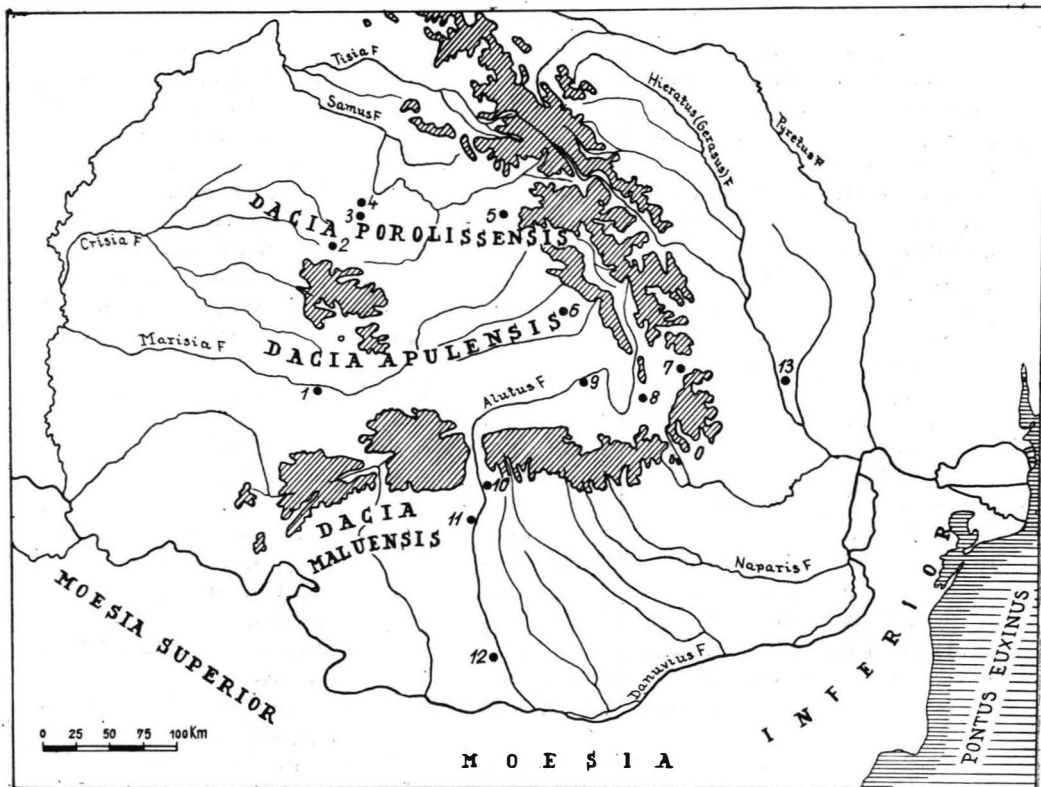 Tisia F
Samus F
Hieratus (Gerasus) F
Pyretus F
4
3
5
DACIA POROLISSENSIS
2
Crisia F
6
Marisia F
DACIA APULENSIS
1
Alutus F
9
7
8
13
10
11
DACIA
MALUENSIS
Naparis F
MOESIA SUPERIOR
12
Danuvius F
0 25 50 75 100 Km
MOESIA
INFERIOR
PONTUS EUXINUS